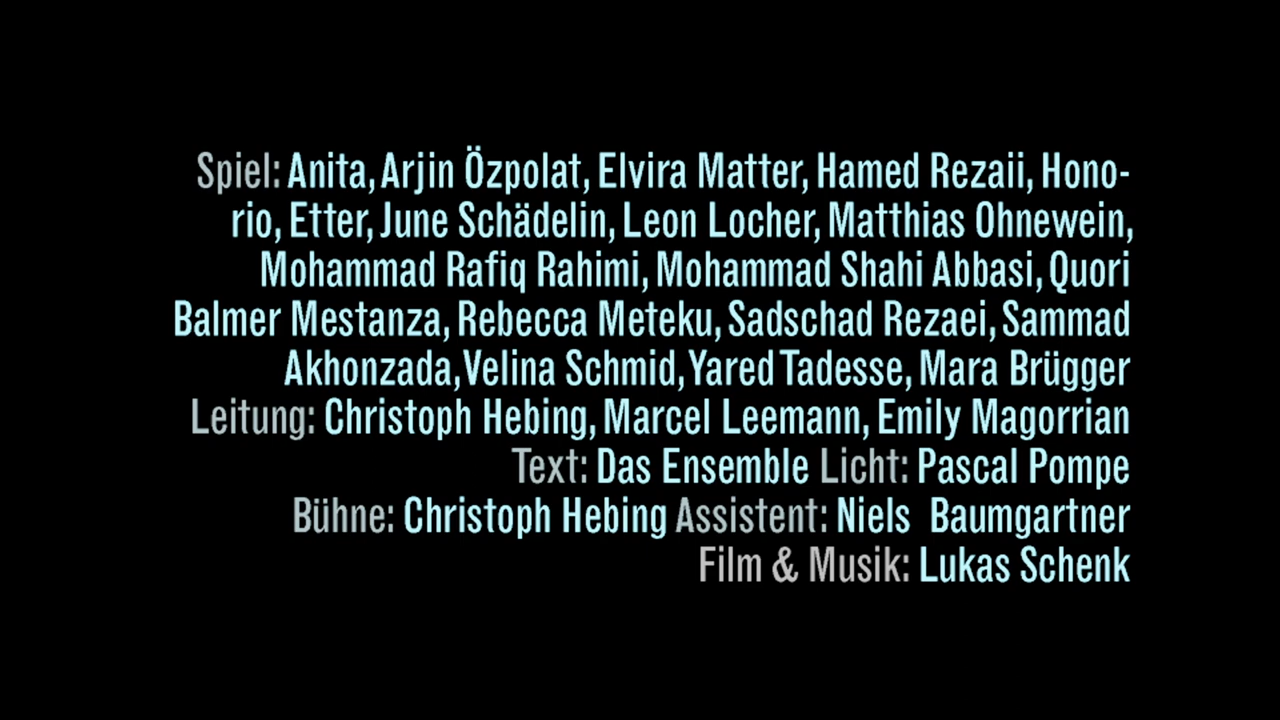 Spiel: Anita, Arjin Özpolat, Elvira Matter, Hamed Rezaii, Hono-
rio, Etter, June Schädelin, Leon Locher, Matthias Ohnewein,
Mohammad Rafiq Rahimi, Mohammad Shahi Abbasi, Quori
Balmer Mestanza, Rebecca Meteku, Sadschad Rezaei, Sammad
Akhonzada, Velina Schmid, Yared Tadesse, Mara Brügger
Leitung: Christoph Hebing, Marcel Leemann, Emily Magorrian
Text: Das Ensemble Licht: Pascal Pompe
Bühne: Christoph Hebing Assistent: Niels  Baumgartner
Film & Musik: Lukas Schenk